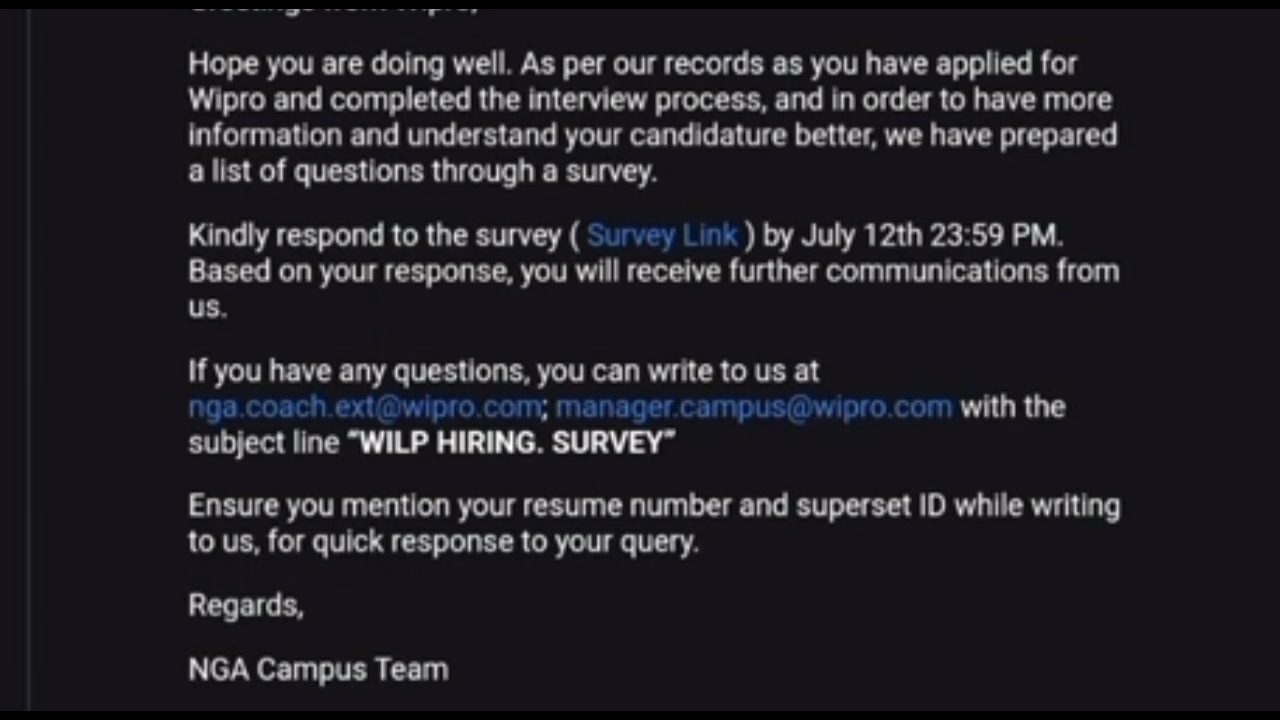 Hope you are doing well. As per our records as you have applied for
Wipro and completed the interview process, and in order to have more
information and understand your candidature better, we have prepared
a list of questions through a survey.
Kindly respond to the survey ( Survey Link ) by July 12th 23:59 PM.
Based on your response, you will receive further communications from
us.
If you have any questions, you can write to us at
nga.coach.ext@wipro.com; manager.campus@wipro.com with the
subject line “WILP HIRING. SURVEY”
Ensure you mention your resume number and superset ID while writing
to us, for quick response to your query.
Regards,
NGA Campus Team